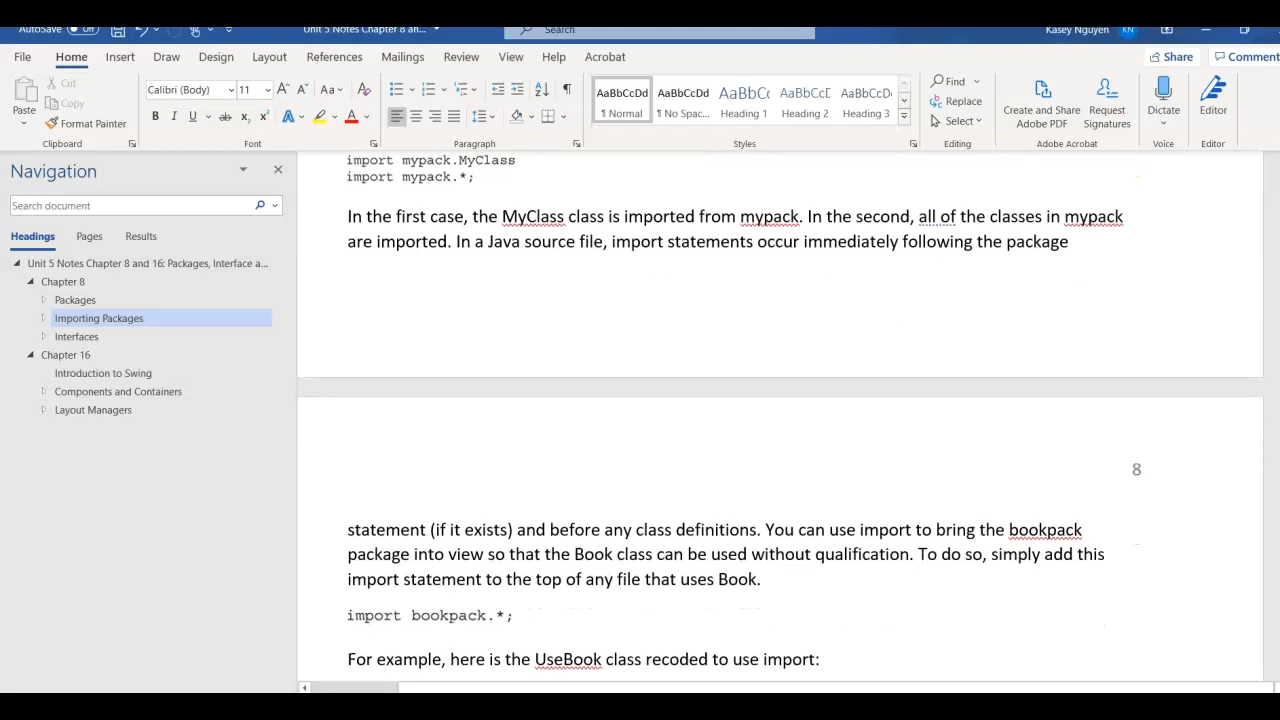 AutoSave Off Unit 5 Notes Chapter 8 an... Search Kasey Nguyen KN
File Home Insert Draw Design Layout References Mailings Review View Help Acrobat Share Comment
Paste Cut Copy Format Painter
Calibri (Body) 11
AaBbCcDd AaBbCcDd AaBbC AaBbCcD AaBbCcD
¶ Normal ¶ No Spac... Heading 1 Heading 2 Heading 3
Find Replace Select
Create and Share Adobe PDF Request Signatures Dictate Editor
Clipboard Font Paragraph Styles Editing Adobe Acrobat Voice Editor
Navigation
Search document
Headings Pages Results
Unit 5 Notes Chapter 8 and 16: Packages, Interface a...
Chapter 8
Packages
Importing Packages
Interfaces
Chapter 16
Introduction to Swing
Components and Containers
Layout Managers
import mypack.MyClass
import mypack.*;
In the first case, the MyClass class is imported from mypack. In the second, all of the classes in mypack
are imported. In a Java source file, import statements occur immediately following the package
8
statement (if it exists) and before any class definitions. You can use import to bring the bookpack
package into view so that the Book class can be used without qualification. To do so, simply add this
import statement to the top of any file that uses Book.
import bookpack.*;
For example, here is the UseBook class recoded to use import: